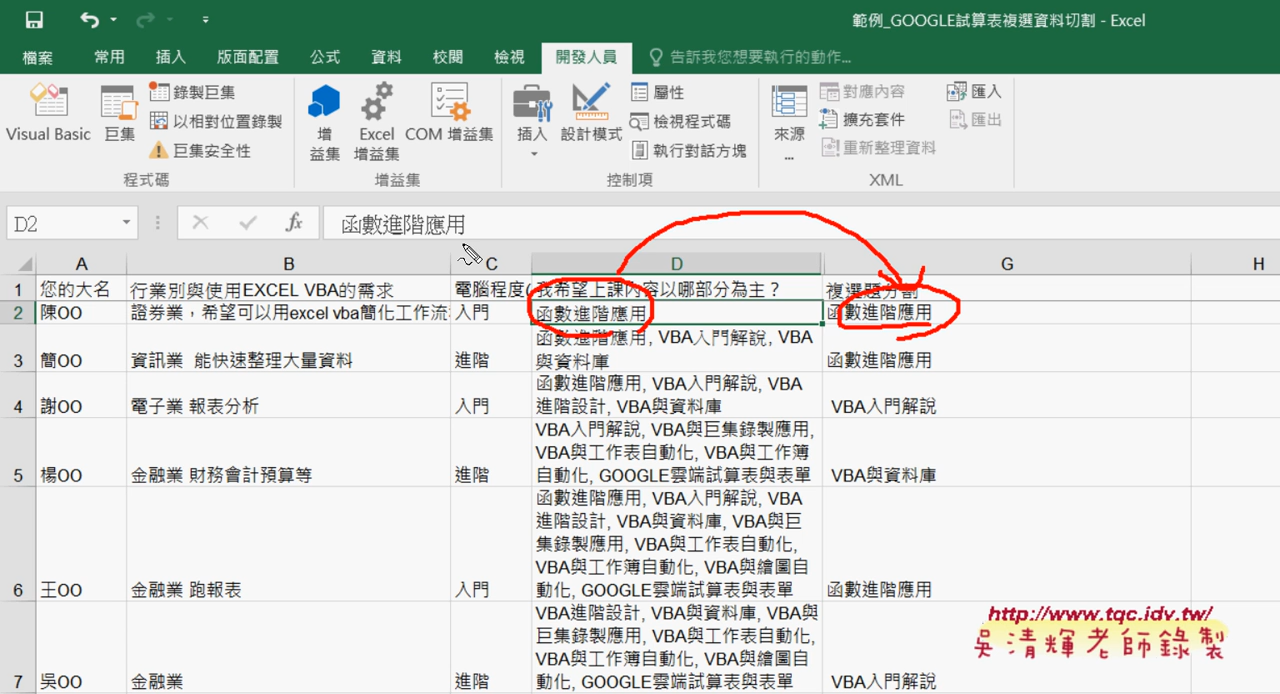 範例_GOOGLE試算表複選資料切割 - Excel
檔案 常用 插入 版面配置 公式 資料 校閱 檢視 開發人員 告訴我您想要執行的動作...
Visual Basic
巨集
錄製巨集
以相對位置錄製
巨集安全性
程式碼
增
益集
Excel
增益集
COM 增益集
增益集
插入
設計模式
屬性
檢視程式碼
執行對話方塊
控制項
來源
...
對應內容
擴充套件
重新整理資料
匯入
匯出
XML
D2
fx
函數進階應用
A B C D G H
1 您的大名 行業別與使用EXCEL VBA的需求 電腦程度( 我希望上課內容以哪部分為主? 複選題分割
2 陳OO 證券業,希望可以用excel vba簡化工作流 入門 函數進階應用 函數進階應用
3 簡OO 資訊業 能快速整理大量資料 進階 函數進階應用, VBA入門解說, VBA
與資料庫 函數進階應用
4 謝OO 電子業 報表分析 入門 函數進階應用, VBA入門解說, VBA
進階設計, VBA與資料庫 VBA入門解說
5 楊OO 金融業 財務會計預算等 進階 VBA入門解說, VBA與巨集錄製應用,
VBA與工作表自動化, VBA與工作簿
自動化, GOOGLE雲端試算表與表單 VBA與資料庫
6 王OO 金融業 跑報表 入門 函數進階應用, VBA入門解說, VBA
進階設計, VBA與資料庫, VBA與巨
集錄製應用, VBA與工作表自動化,
VBA與工作簿自動化, VBA與繪圖自
動化, GOOGLE雲端試算表與表單 函數進階應用
7 吳OO 金融業 進階 VBA進階設計, VBA與資料庫, VBA與
巨集錄製應用, VBA與工作表自動化,
VBA與工作簿自動化, VBA與繪圖自
動化, GOOGLE雲端試算表與表單 VBA入門解說
http://www.tqc.idv.tw/
吳清輝老師錄製